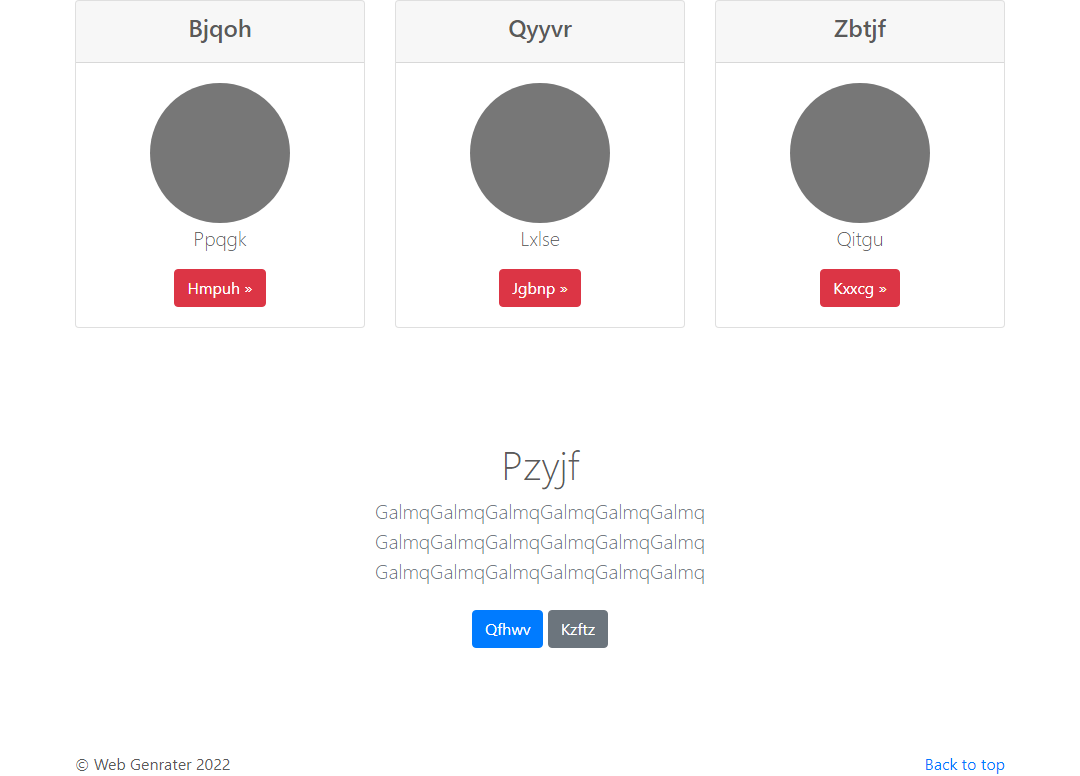 Bjqoh
Qyyvr
Zbtjf
Ppqgk
Lxlse
Qitgu
Hmpuh »
Jgbnp »
Kxxcg »
Pzyjf
GalmqGalmqGalmqGalmqGalmqGalmq
GalmqGalmqGalmqGalmqGalmqGalmq
GalmqGalmqGalmqGalmqGalmqGalmq
Qfhwv
Kzftz
© Web Genrater 2022
Back to top